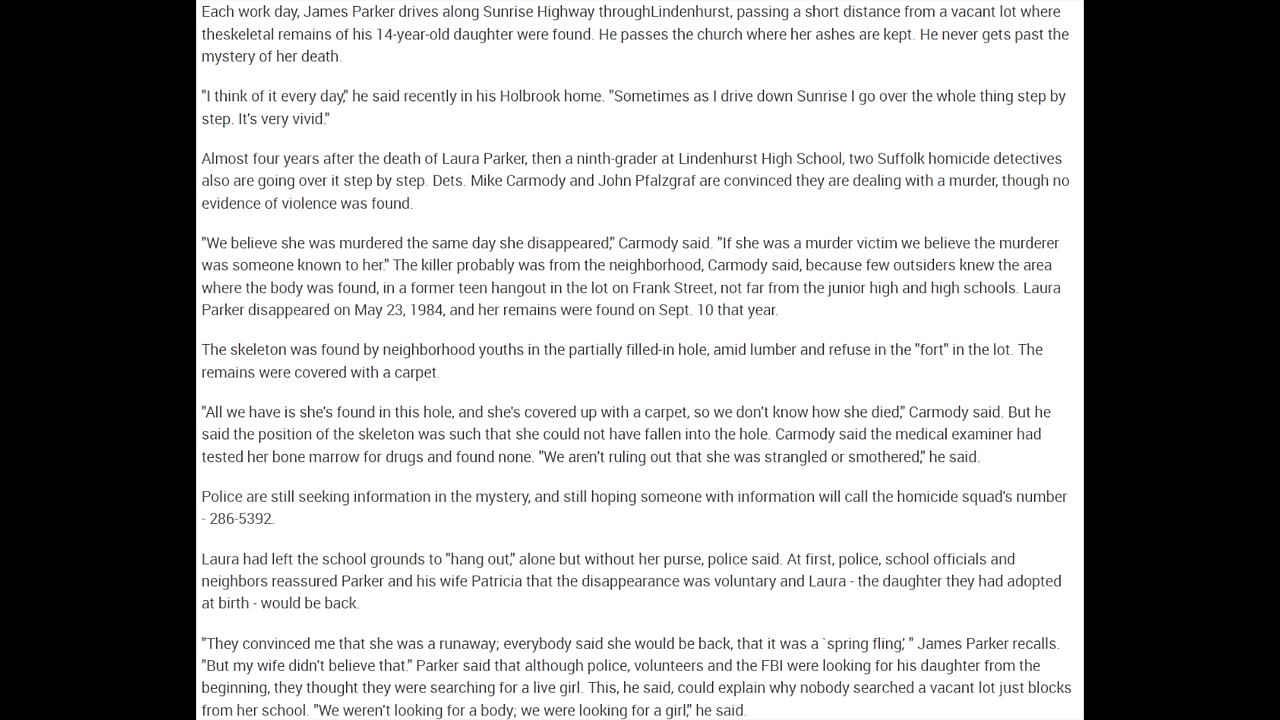 Each work day, James Parker drives along Sunrise Highway throughLindenhurst, passing a short distance from a vacant lot where
theskeletal remains of his 14-year-old daughter were found. He passes the church where her ashes are kept. He never gets past the
mystery of her death.
"I think of it every day," he said recently in his Holbrook home. "Sometimes as I drive down Sunrise I go over the whole thing step by
step. It's very vivid."
Almost four years after the death of Laura Parker, then a ninth-grader at Lindenhurst High School, two Suffolk homicide detectives
also are going over it step by step. Dets. Mike Carmody and John Pfalzgraf are convinced they are dealing with a murder, though no
evidence of violence was found.
"We believe she was murdered the same day she disappeared," Carmody said. "If she was a murder victim we believe the murderer
was someone known to her." The killer probably was from the neighborhood, Carmody said, because few outsiders knew the area
where the body was found, in a former teen hangout in the lot on Frank Street, not far from the junior high and high schools. Laura
Parker disappeared on May 23, 1984, and her remains were found on Sept. 10 that year.
The skeleton was found by neighborhood youths in the partially filled-in hole, amid lumber and refuse in the "fort" in the lot. The
remains were covered with a carpet.
"All we have is she's found in this hole, and she's covered up with a carpet, so we don't know how she died," Carmody said. But he
said the position of the skeleton was such that she could not have fallen into the hole. Carmody said the medical examiner had
tested her bone marrow for drugs and found none. "We aren't ruling out that she was strangled or smothered," he said.
Police are still seeking information in the mystery, and still hoping someone with information will call the homicide squad's number
- 286-5392.
Laura had left the school grounds to "hang out," alone but without her purse, police said. At first, police, school officials and
neighbors reassured Parker and his wife Patricia that the disappearance was voluntary and Laura - the daughter they had adopted
at birth - would be back.
"They convinced me that she was a runaway; everybody said she would be back, that it was a `spring fling,' " James Parker recalls.
"But my wife didn't believe that." Parker said that although police, volunteers and the FBI were looking for his daughter from the
beginning, they thought they were searching for a live girl. This, he said, could explain why nobody searched a vacant lot just blocks
from her school. "We weren't looking for a body; we were looking for a girl," he said.